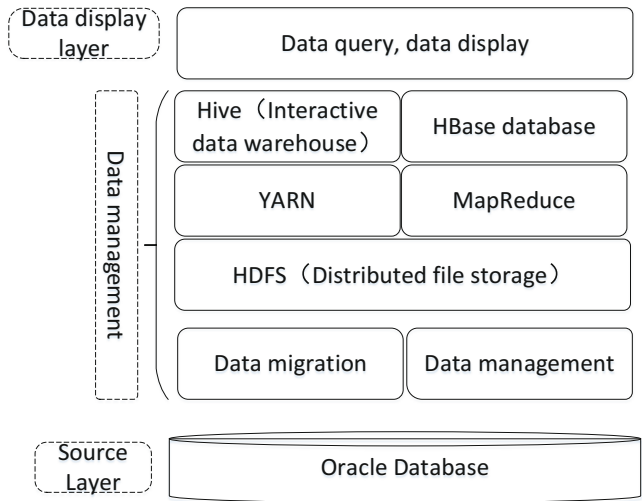 Data display
layer
Data query, data display
Data management
Hive（Interactive
data warehouse）
HBase database
YARN
MapReduce
HDFS（Distributed file storage）
Data migration
Data management
Source
Layer
Oracle Database